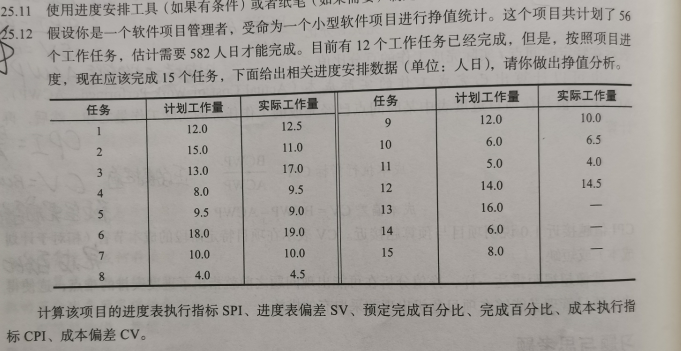 25.11 使用进度安排工具（如果有条件）或者纸笔（如果需要
25.12 假设你是一个软件项目管理者，受命为一个小型软件项目进行挣值统计。这个项目共计划了56
个工作任务，估计需要 582 人日才能完成。目前有 12 个工作任务已经完成，但是，按照项目进
度，现在应该完成 15 个任务，下面给出相关进度安排数据（单位：人日），请你做出挣值分析。
任务 计划工作量 实际工作量 任务 计划工作量 实际工作量
1 12.0 12.5 9 12.0 10.0
2 15.0 11.0 10 6.0 6.5
3 13.0 17.0 11 5.0 4.0
4 8.0 9.5 12 14.0 14.5
5 9.5 9.0 13 16.0 —
6 18.0 19.0 14 6.0 —
7 10.0 10.0 15 8.0 —
8 4.0 4.5
计算该项目的进度表执行指标 SPI、进度表偏差 SV、预定完成百分比、完成百分比、成本执行指
标 CPI、成本偏差 CV。